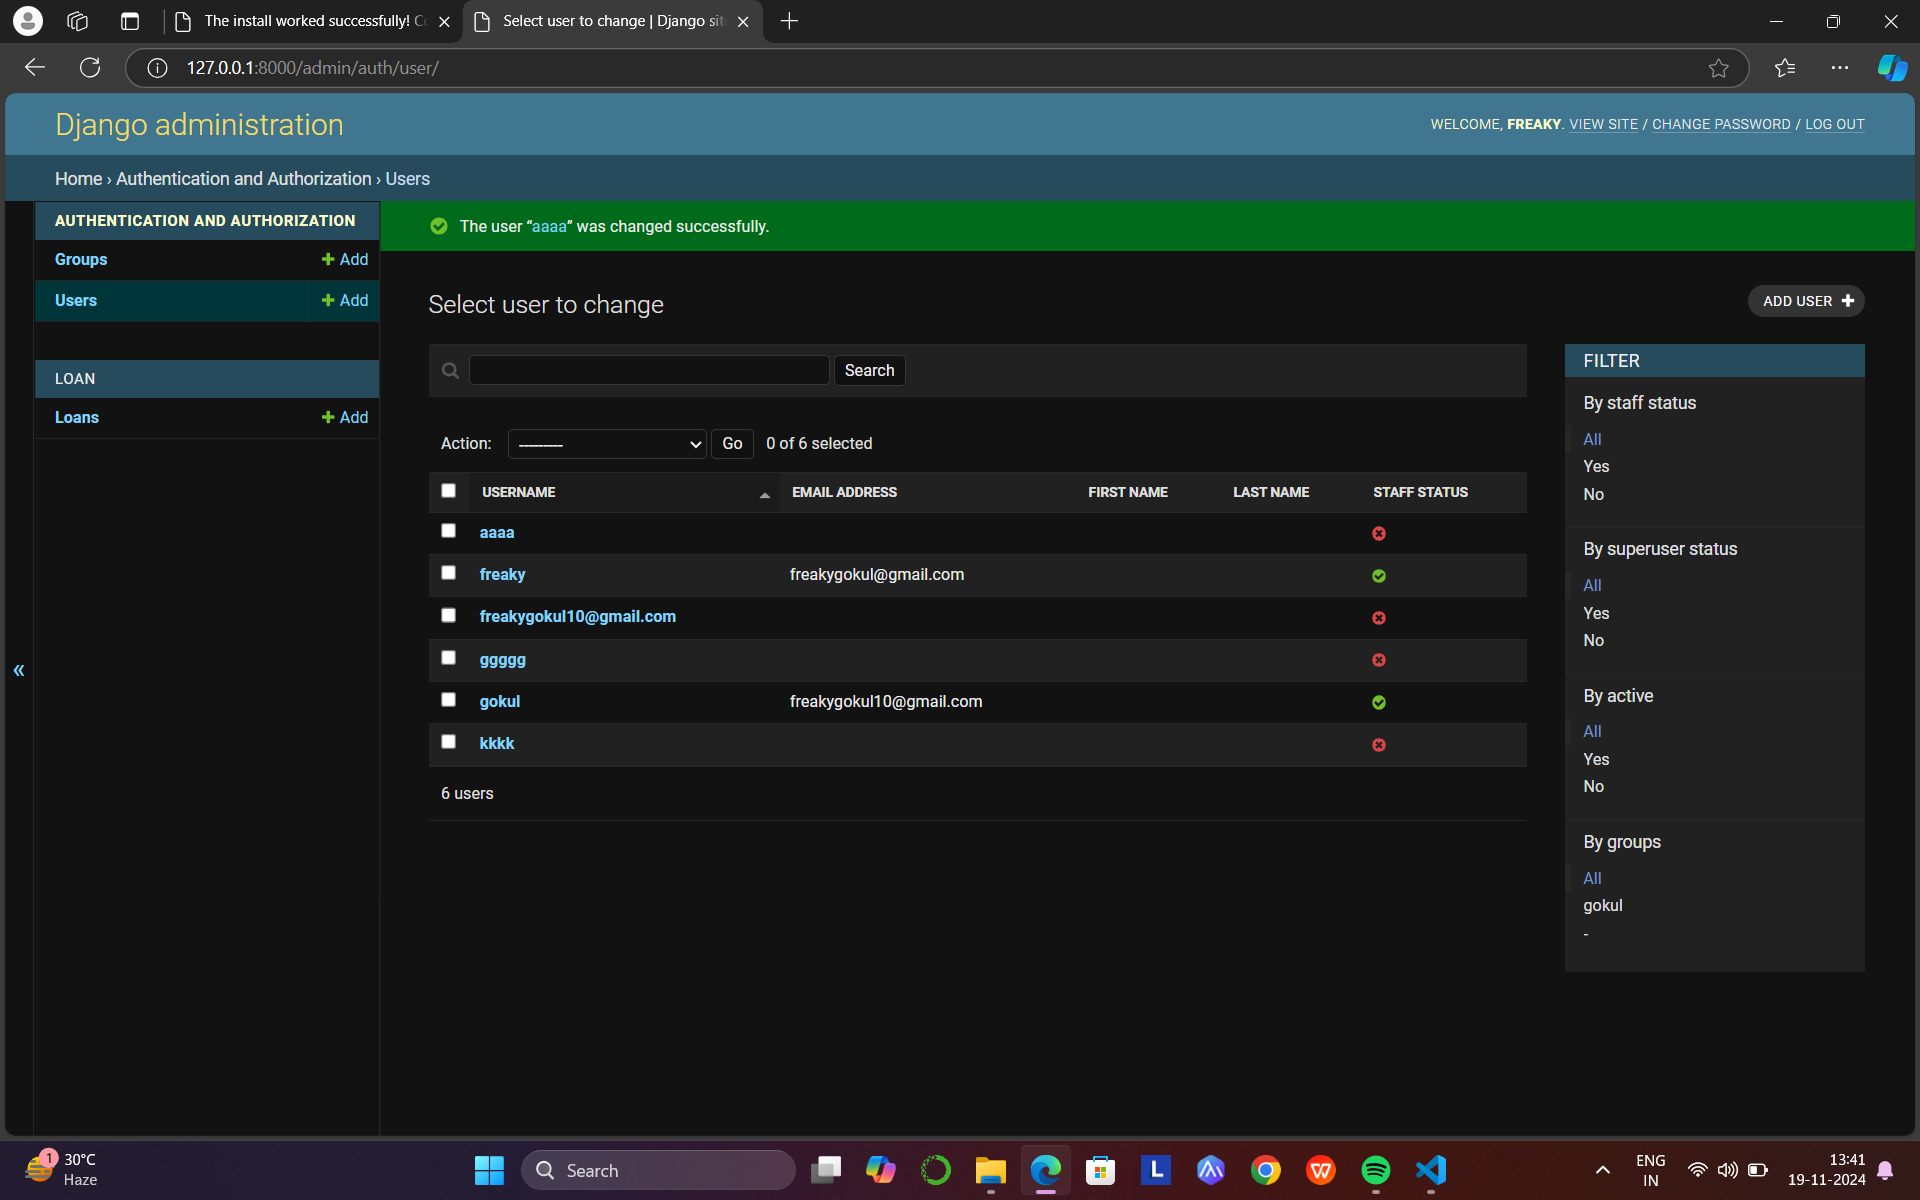 The install worked successfully! Co
Select user to change | Django sit
127.0.0.1:8000/admin/auth/user/
Django administration
WELCOME, FREAKY. VIEW SITE / CHANGE PASSWORD / LOG OUT
Home › Authentication and Authorization › Users
AUTHENTICATION AND AUTHORIZATION
Groups
Add
Users
Add
LOAN
Loans
Add
«
The user “aaaa” was changed successfully.
Select user to change
ADD USER
Search
Action:
---------
Go
0 of 6 selected
USERNAME EMAIL ADDRESS FIRST NAME LAST NAME STAFF STATUS
aaaa
freaky freakygokul@gmail.com
freakygokul10@gmail.com
ggggg
gokul freakygokul10@gmail.com
kkkk
6 users
FILTER
By staff status
All
Yes
No
By superuser status
All
Yes
No
By active
All
Yes
No
By groups
All
gokul
-
1
30°C
Haze
Search
L
W
ENG
IN
13:41
19-11-2024